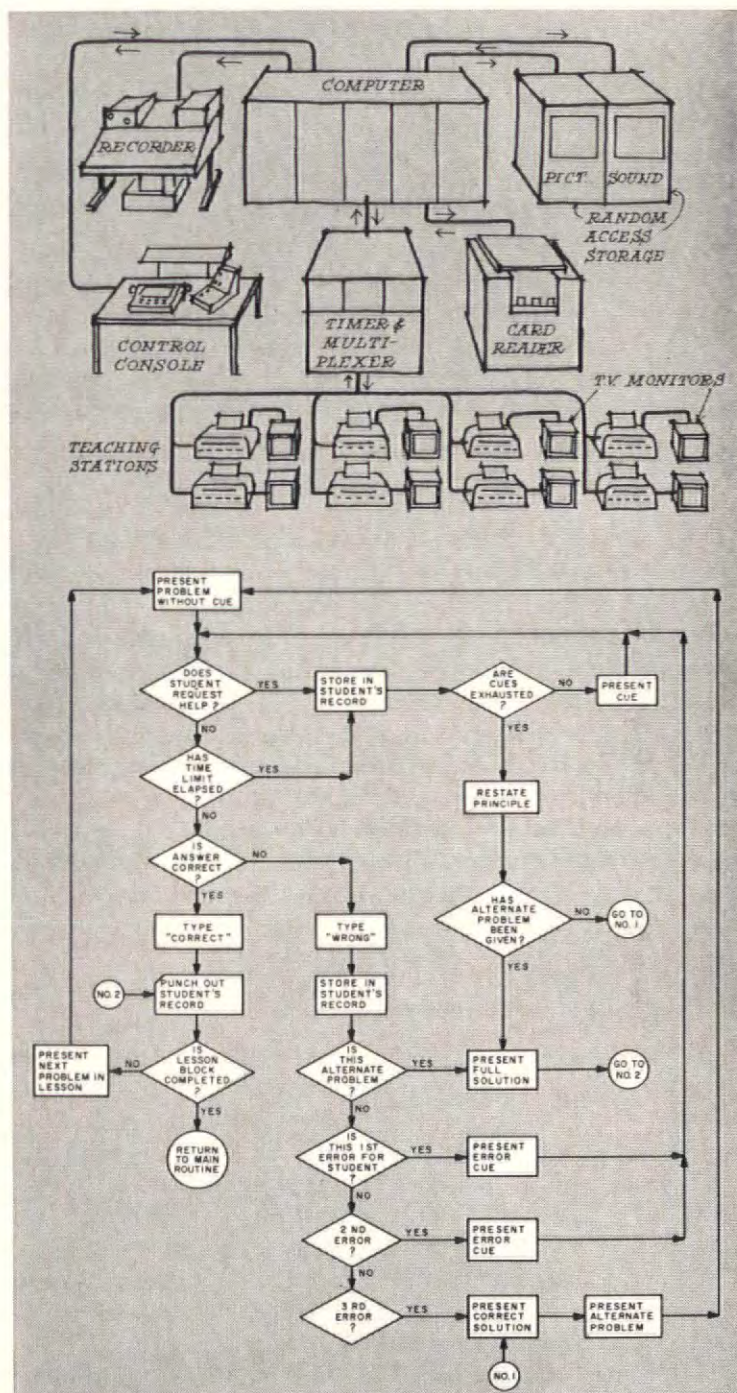 COMPUTER
RECORDER
PICT.
SOUND
RANDOM
ACCESS
STORAGE
CONTROL
CONSOLE
TIMER &
MULTI-
PLEXER
CARD
READER
T.V. MONITORS
TEACHING
STATIONS
PRESENT
PROBLEM
WITHOUT CUE
DOES
STUDENT
REQUEST
HELP ?
YES
NO
STORE IN
STUDENT'S
RECORD
ARE
CUES
EXHAUSTED
?
NO
YES
PRESENT
CUE
HAS
TIME
LIMIT
ELAPSED
?
YES
NO
RESTATE
PRINCIPLE
IS
ANSWER
CORRECT
?
NO
YES
HAS
ALTERNATE
PROBLEM
BEEN
GIVEN ?
NO
YES
GO TO
NO. 1
TYPE
"CORRECT"
TYPE
"WRONG"
NO. 2
PUNCH OUT
STUDENT'S
RECORD
STORE IN
STUDENT'S
RECORD
PRESENT
NEXT
PROBLEM IN
LESSON
NO
IS
LESSON
BLOCK
COMPLETED
?
YES
IS
THIS
ALTERNATE
PROBLEM
?
YES
NO
PRESENT
FULL
SOLUTION
GO TO
NO. 2
RETURN
TO MAIN
ROUTINE
IS
THIS 1ST
ERROR FOR
STUDENT
?
YES
NO
PRESENT
ERROR
CUE
2 ND
ERROR
?
YES
NO
PRESENT
ERROR
CUE
3 RD
ERROR
?
YES
PRESENT
CORRECT
SOLUTION
PRESENT
ALTERNATE
PROBLEM
NO. 1